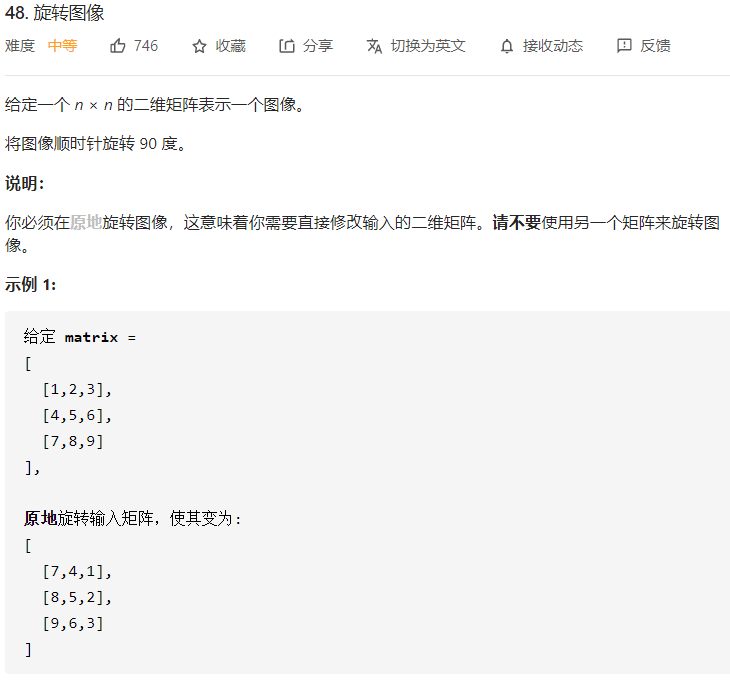 48. 旋转图像
难度 中等 746 收藏 分享 切换为英文 接收动态 反馈
给定一个 n × n 的二维矩阵表示一个图像。
将图像顺时针旋转 90 度。
说明：
你必须在原地旋转图像，这意味着你需要直接修改输入的二维矩阵。请不要使用另一个矩阵来旋转图
像。
示例 1:
给定 matrix =
[
[1,2,3],
[4,5,6],
[7,8,9]
],
原地旋转输入矩阵，使其变为:
[
[7,4,1],
[8,5,2],
[9,6,3]
]